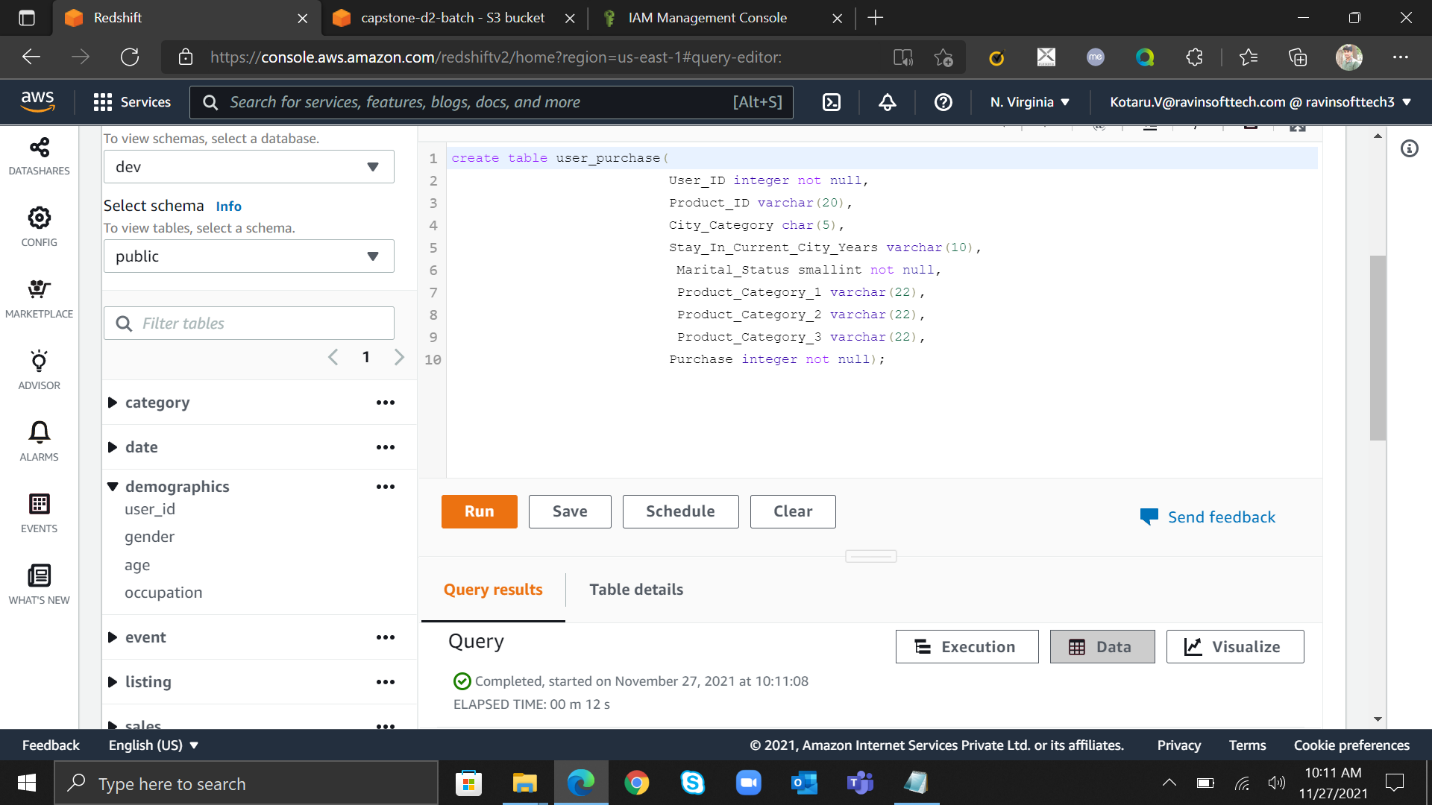 Redshift
capstone-d2-batch - S3 bucket
IAM Management Console
https://console.aws.amazon.com/redshiftv2/home?region=us-east-1#query-editor:
aws
Services
Search for services, features, blogs, docs, and more
[Alt+S]
N. Virginia
Kotaru.V@ravinsofttech.com @ ravinsofttech3
DATASHARES
CONFIG
MARKETPLACE
ADVISOR
ALARMS
EVENTS
WHAT'S NEW
To view schemas, select a database.
dev
Select schema Info
To view tables, select a schema.
public
Filter tables
1
category
date
demographics
user_id
gender
age
occupation
event
listing
sales
1 create table user_purchase(
2 User_ID integer not null,
3 Product_ID varchar(20),
4 City_Category char(5),
5 Stay_In_Current_City_Years varchar(10),
6 Marital_Status smallint not null,
7 Product_Category_1 varchar(22),
8 Product_Category_2 varchar(22),
9 Product_Category_3 varchar(22),
10 Purchase integer not null);
Run
Save
Schedule
Clear
Send feedback
Query results
Table details
Query
Execution
Data
Visualize
Completed, started on November 27, 2021 at 10:11:08
ELAPSED TIME: 00 m 12 s
Feedback
English (US)
© 2021, Amazon Internet Services Private Ltd. or its affiliates.
Privacy
Terms
Cookie preferences
Type here to search
10:11 AM
11/27/2021